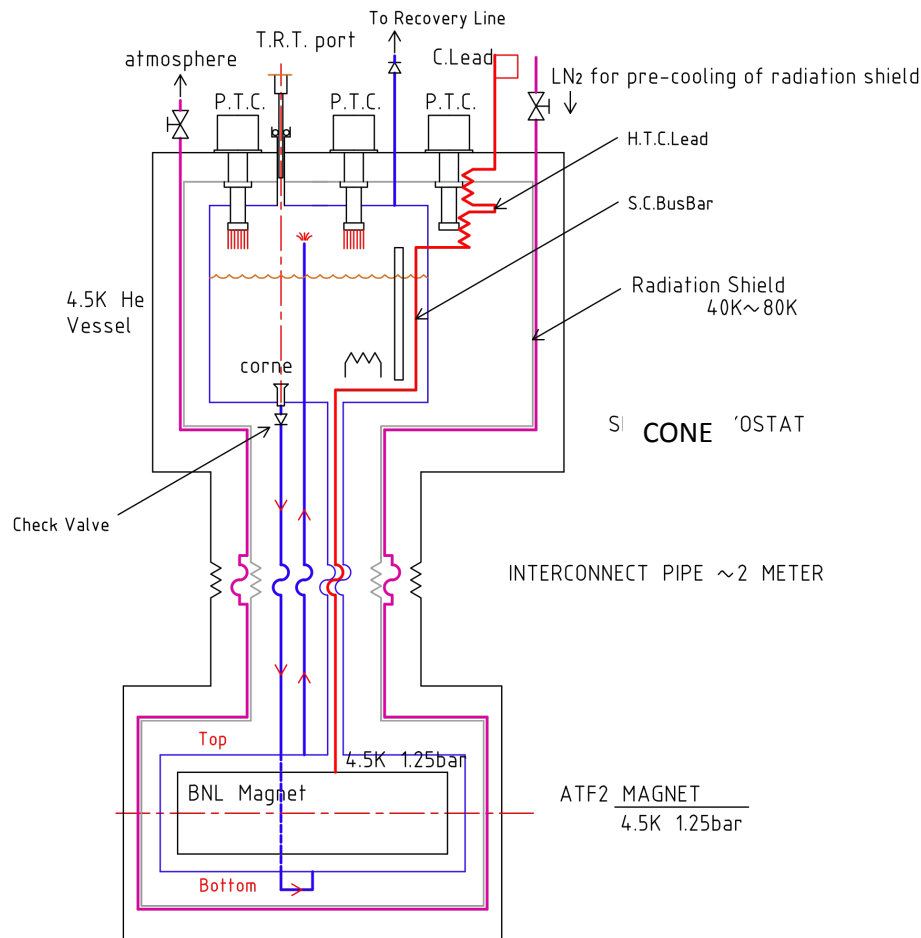 To Recovery Line
T.R.T. port
atmosphere
C.Lead
LN2 for pre-cooling of radiation shield
P.T.C.
P.T.C.
P.T.C.
H.T.C.Lead
S.C.BusBar
Radiation Shield
40K~80K
4.5K He
Vessel
corne
CONE
OSTAT
Check Valve
INTERCONNECT PIPE ~2 METER
Top
4.5K 1.25bar
BNL Magnet
ATF2 MAGNET
4.5K 1.25bar
Bottom